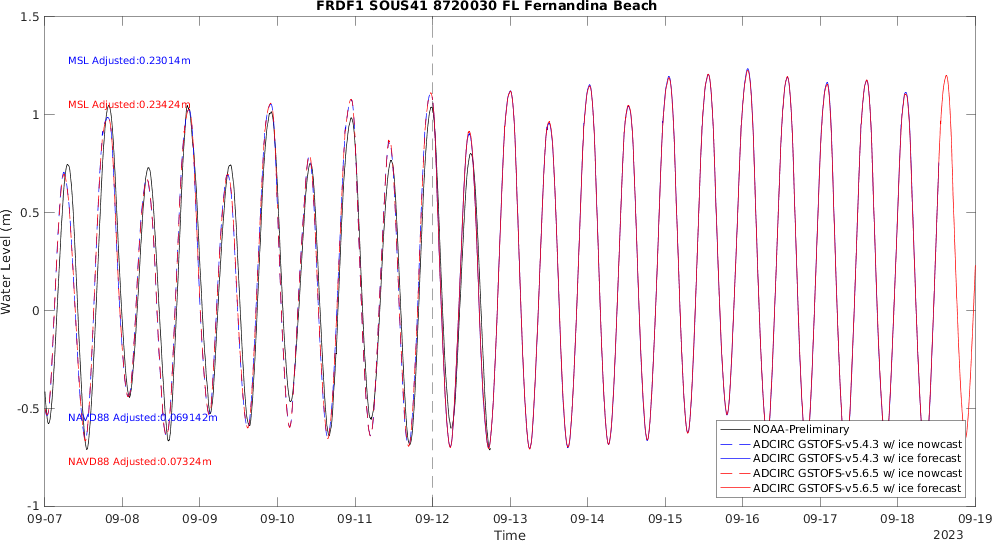 FRDF1 SOUS41 8720030 FL Fernandina Beach
1.5
1
0.5
0
-0.5
-1
Water Level (m)
MSL Adjusted:0.23014m
MSL Adjusted:0.23424m
NAVD88 Adjusted:0.069142m
NAVD88 Adjusted:0.07324m
NOAA-Preliminary
ADCIRC GSTOFS-v5.4.3 w/ ice nowcast
ADCIRC GSTOFS-v5.4.3 w/ ice forecast
ADCIRC GSTOFS-v5.6.5 w/ ice nowcast
ADCIRC GSTOFS-v5.6.5 w/ ice forecast
09-07 09-08 09-09 09-10 09-11 09-12 09-13 09-14 09-15 09-16 09-17 09-18 09-19
Time
2023